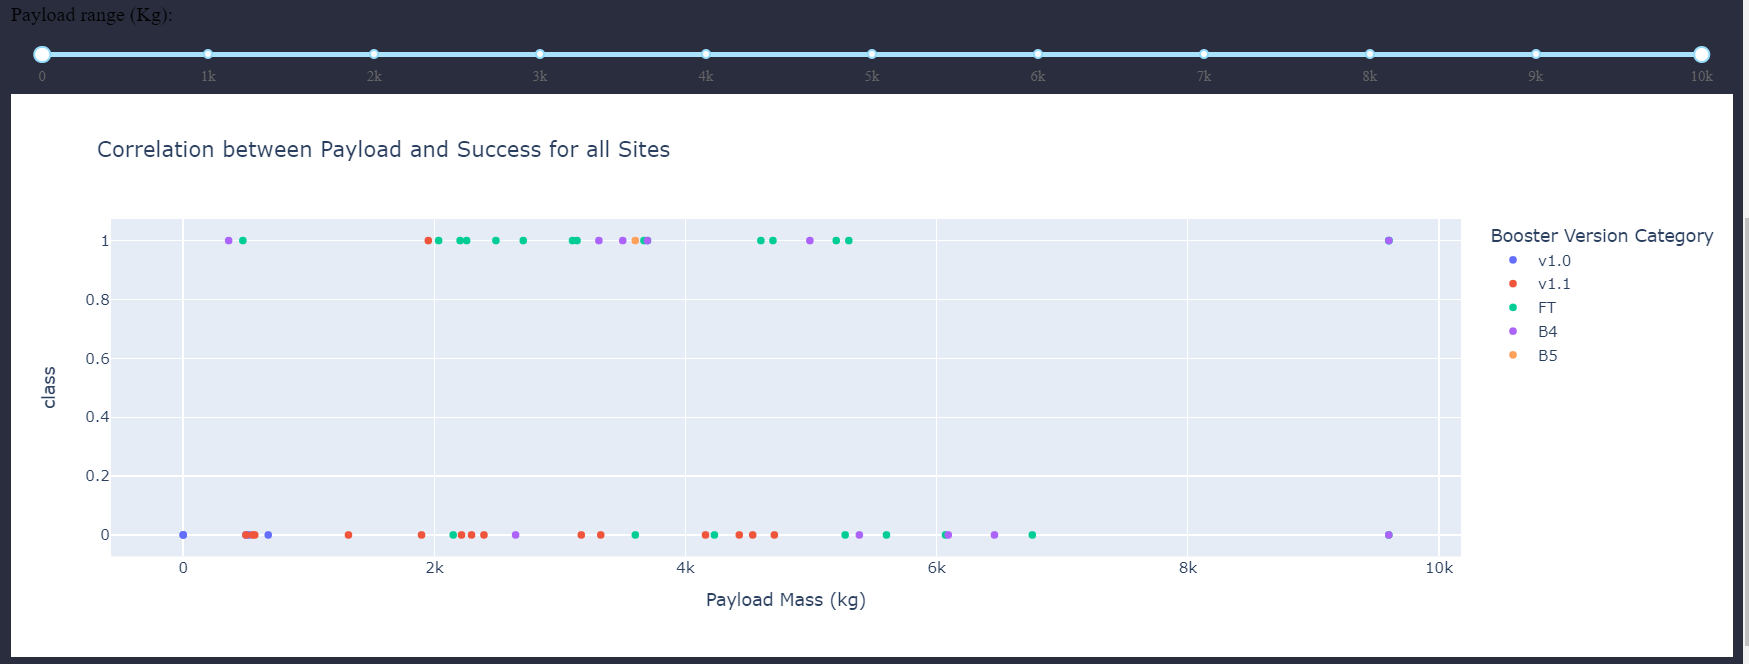 Payload range (Kg):
0 1k 2k 3k 4k 5k 6k 7k 8k 9k 10k
Correlation between Payload and Success for all Sites
1
0.8
0.6
0.4
0.2
0
class
0 2k 4k 6k 8k 10k
Payload Mass (kg)
Booster Version Category
v1.0
v1.1
FT
B4
B5